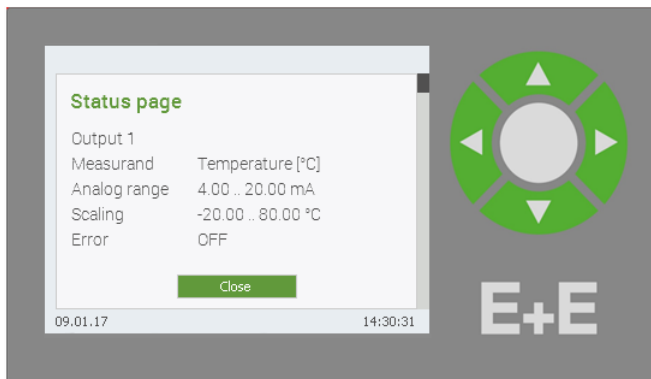 Status page
Output 1
Measurand Temperature [°C]
Analog range 4.00 .. 20.00 mA
Scaling -20.00 .. 80.00 °C
Error OFF
Close
09.01.17 14:30:31
E+E